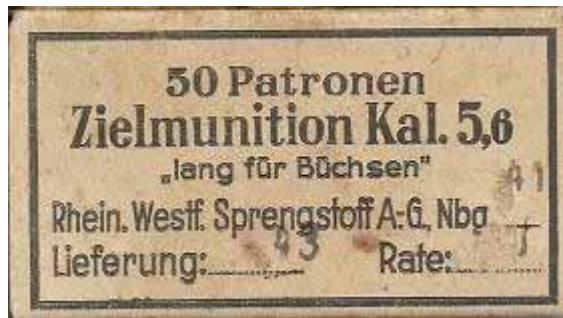 50 Patronen
Zielmunition Kal. 5,6
„lang für Büchsen"
Rhein. Westf. Sprengstoff A.-G., Nbg
Lieferung: 43 Rate: